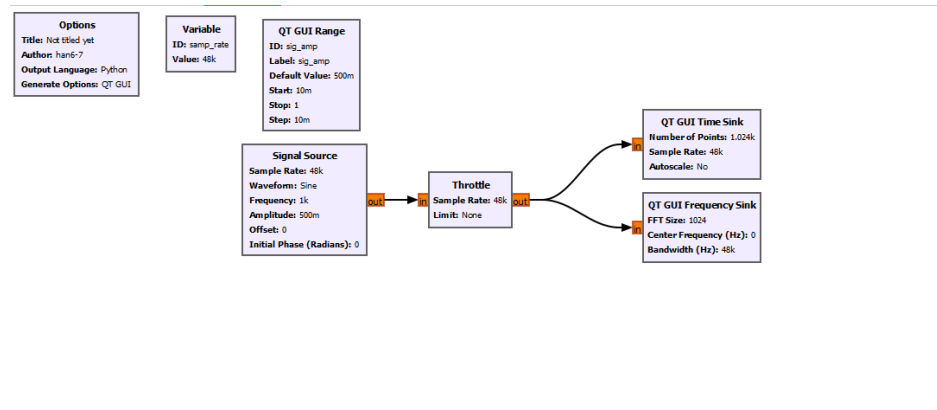 Options
Title: Not titled yet
Author: han6-7
Output Language: Python
Generate Options: QT GUI
Variable
ID: samp_rate
Value: 48k
QT GUI Range
ID: sig_amp
Label: sig_amp
Default Value: 500m
Start: 10m
Stop: 1
Step: 10m
Signal Source
Sample Rate: 48k
Waveform: Sine
Frequency: 1k
Amplitude: 500m
Offset: 0
Initial Phase (Radians): 0
out
in
Throttle
Sample Rate: 48k
Limit: None
out
in
QT GUI Time Sink
Number of Points: 1.024k
Sample Rate: 48k
Autoscale: No
in
QT GUI Frequency Sink
FFT Size: 1024
Center Frequency (Hz): 0
Bandwidth (Hz): 48k